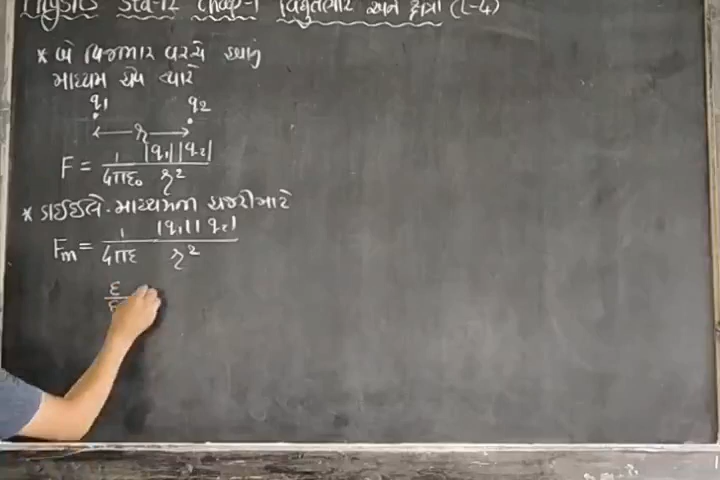 Physics Std-12 Chap-1 વિદ્યુતભાર અને ક્ષેત્રો (L-4)
* બે વિજભાર વચ્ચે
માધ્યમ હોય ત્યારે
q₁ q₂
r
F = 1/4πε₀ |q₁||q₂|/r²
* ડાઇઇલે. માધ્યમની હાજરી માટે
Fm = 1/4πε |q₁||q₂|/r²
ε